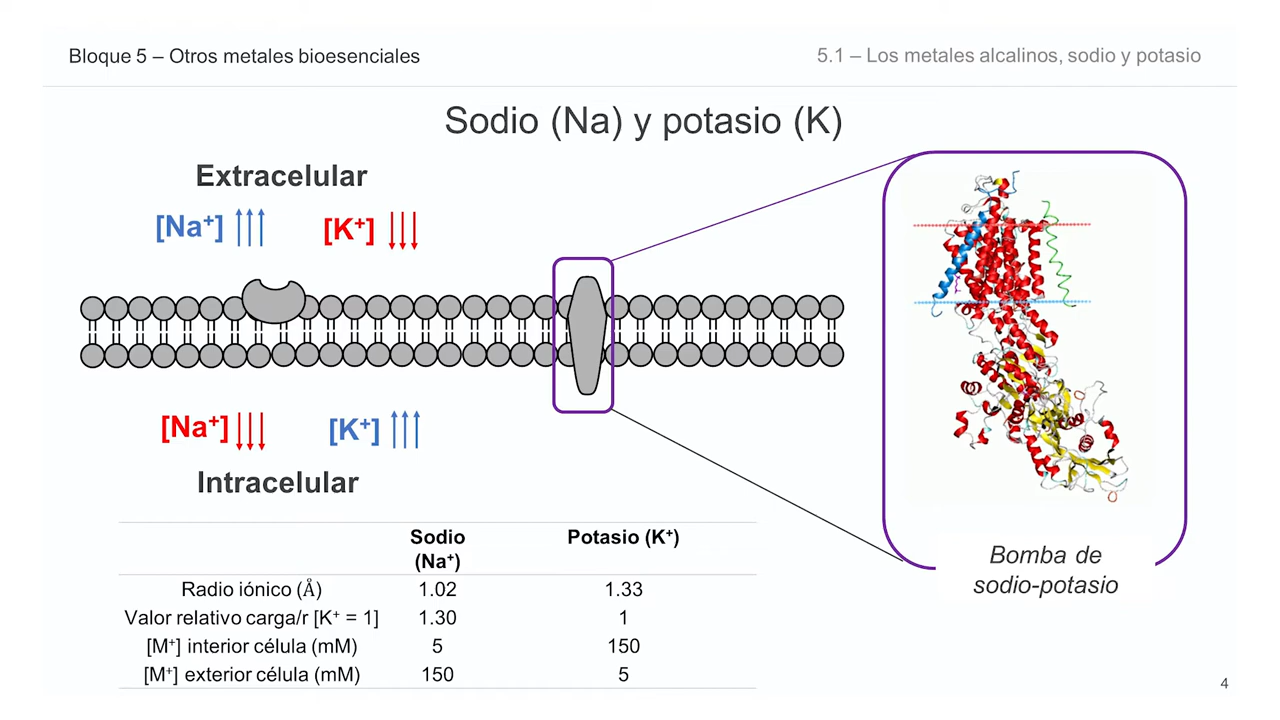 Bloque 5 – Otros metales bioesenciales
5.1 – Los metales alcalinos, sodio y potasio
Sodio (Na) y potasio (K)
Extracelular
[Na⁺] ↑↑↑ [K⁺] ↓↓↓
[Na⁺] ↓↓↓ [K⁺] ↑↑↑
Intracelular
Sodio (Na⁺) Potasio (K⁺)
Radio iónico (Å) 1.02 1.33
Valor relativo carga/r [K⁺ = 1] 1.30 1
[M⁺] interior célula (mM) 5 150
[M⁺] exterior célula (mM) 150 5
Bomba de
sodio-potasio
4